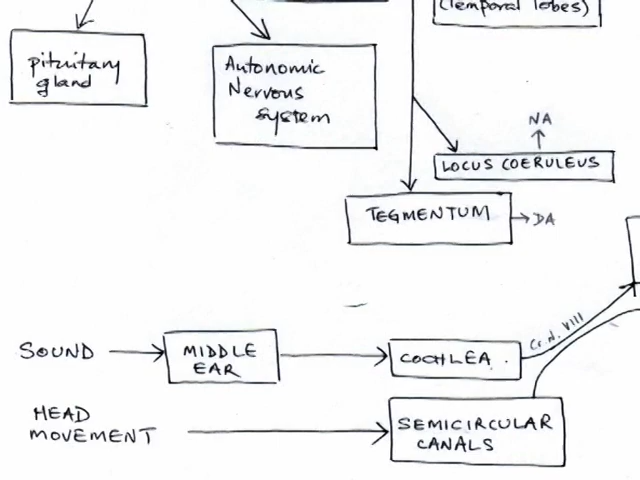 (Temporal lobes)
pituitary
gland
Autonomic
Nervous
System
NA
LOCUS COERULEUS
TEGMENTUM
DA
Cr.N. VIII
SOUND
MIDDLE
EAR
COCHLEA.
HEAD
MOVEMENT
SEMICIRCULAR
CANALS